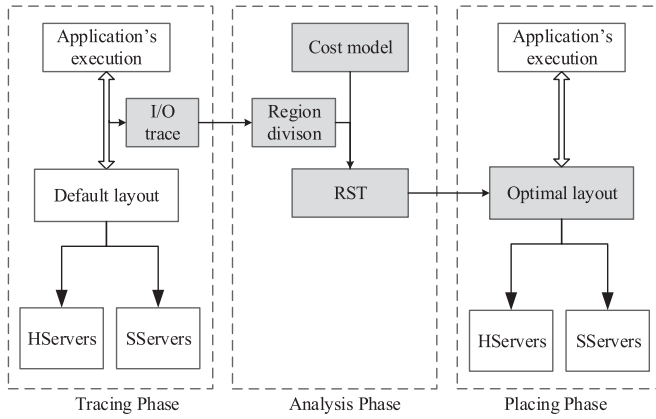 Application's
execution
I/O
trace
Default layout
HServers
SServers
Tracing Phase
Cost model
Region
divison
RST
Analysis Phase
Application's
execution
Optimal layout
HServers
SServers
Placing Phase